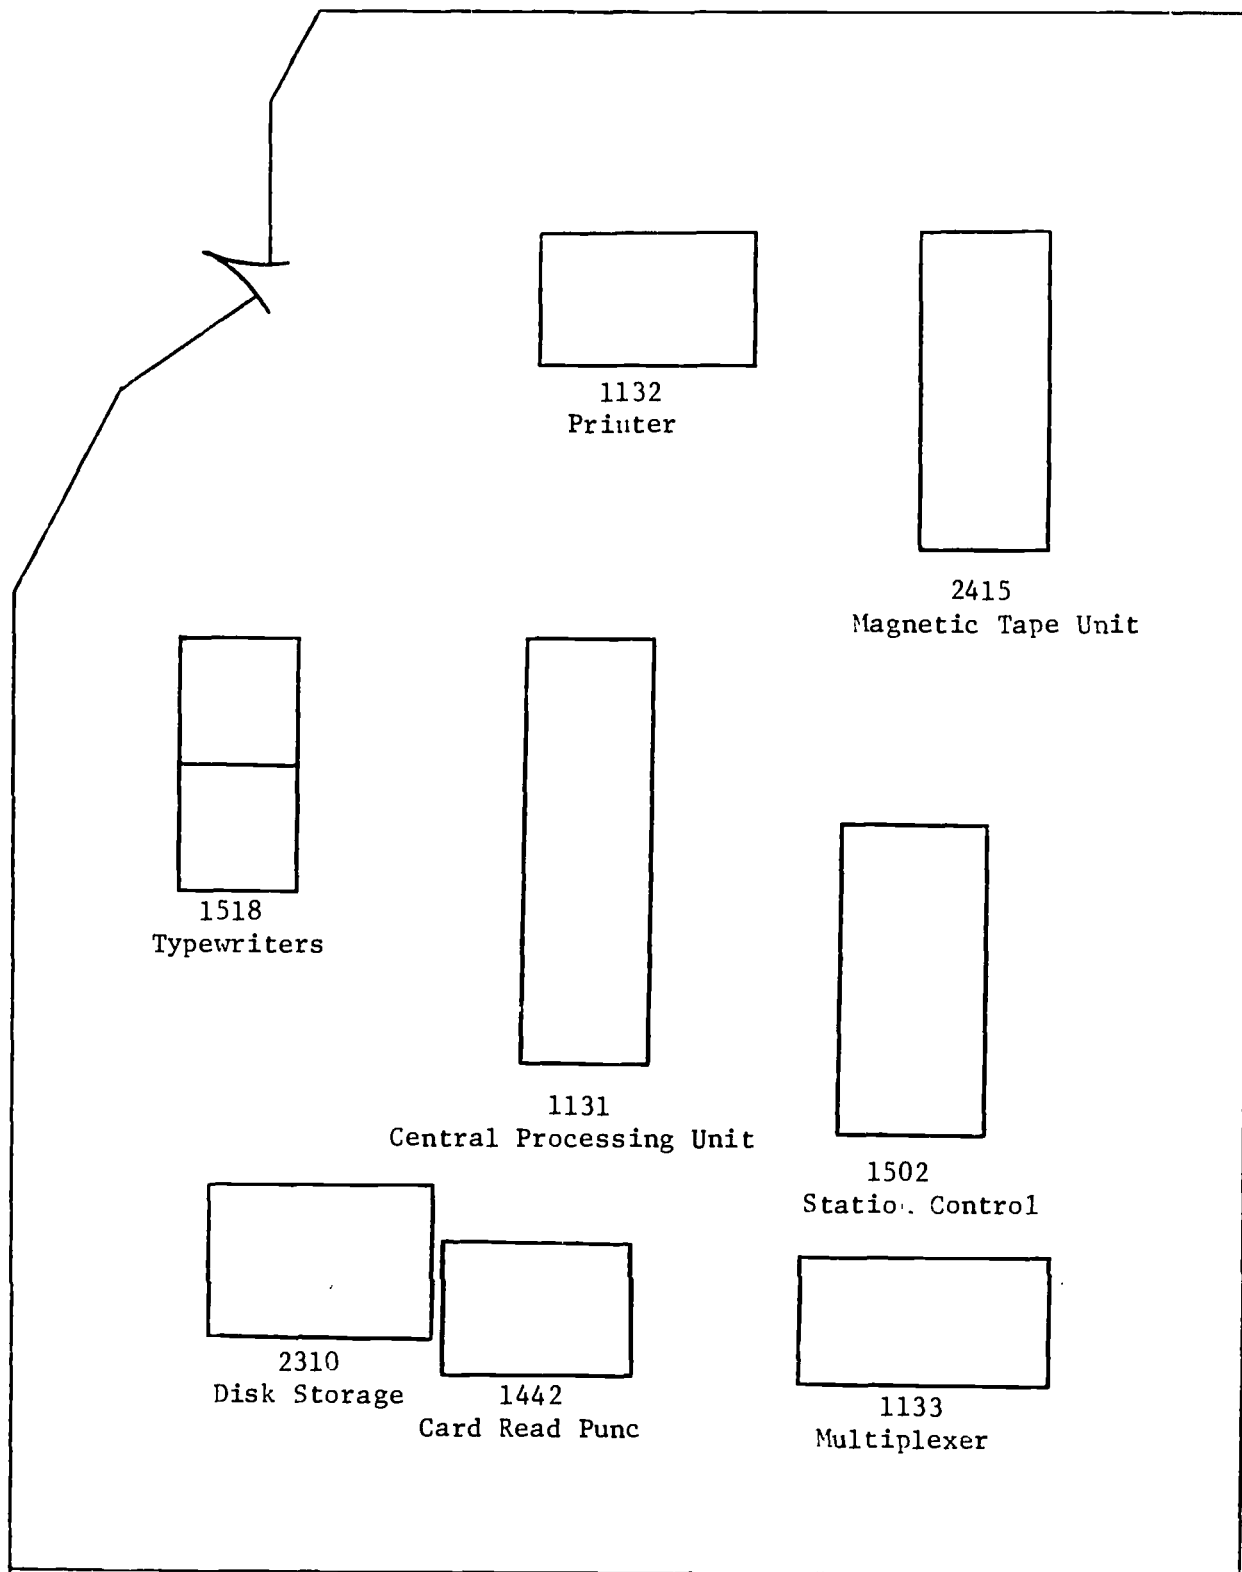 1132
Printer
2415
Magnetic Tape Unit
1518
Typewriters
1131
Central Processing Unit
1502
Station Control
2310
Disk Storage
1442
Card Read Punc
1133
Multiplexer